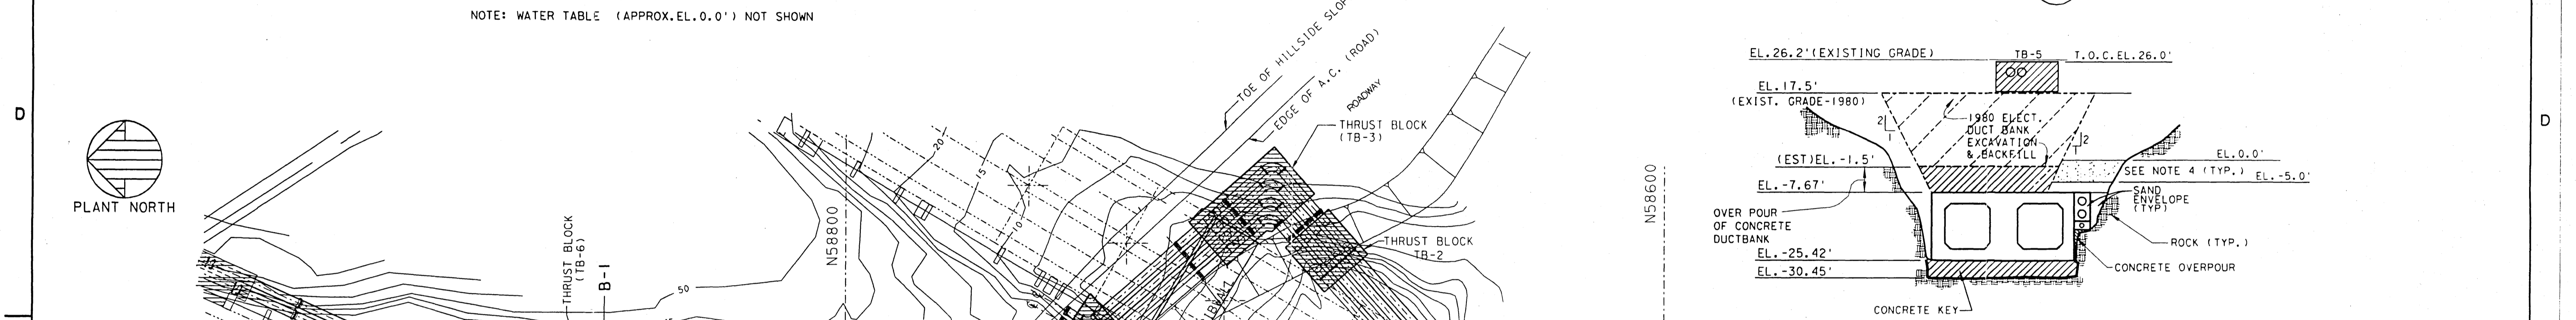 NOTE: WATER TABLE (APPROX.EL.0.0') NOT SHOWN
D
PLANT NORTH
THRUST BLOCK
(TB-6)
B-1
50
N58800
20
15
10
TOE OF HILLSIDE
EDGE OF A.C. (ROAD)
ROADWAY
THRUST BLOCK
(TB-3)
THRUST BLOCK
TB-2
N58600
EL.26.2'(EXISTING GRADE)
TB-5
T.O.C.EL.26.0'
EL.17.5'
(EXIST. GRADE-1980)
2
1
1980 ELECT.
DUCT BANK
EXCAVATION
& BACKFILL
2
1
(EST)EL.-1.5'
EL.0.0'
SEE NOTE 4 (TYP.)
EL.-5.0'
EL.-7.67'
SAND
ENVELOPE
(TYP)
OVER POUR
OF CONCRETE
DUCTBANK
ROCK (TYP.)
EL.-25.42'
CONCRETE OVERPOUR
EL.-30.45'
CONCRETE KEY
D